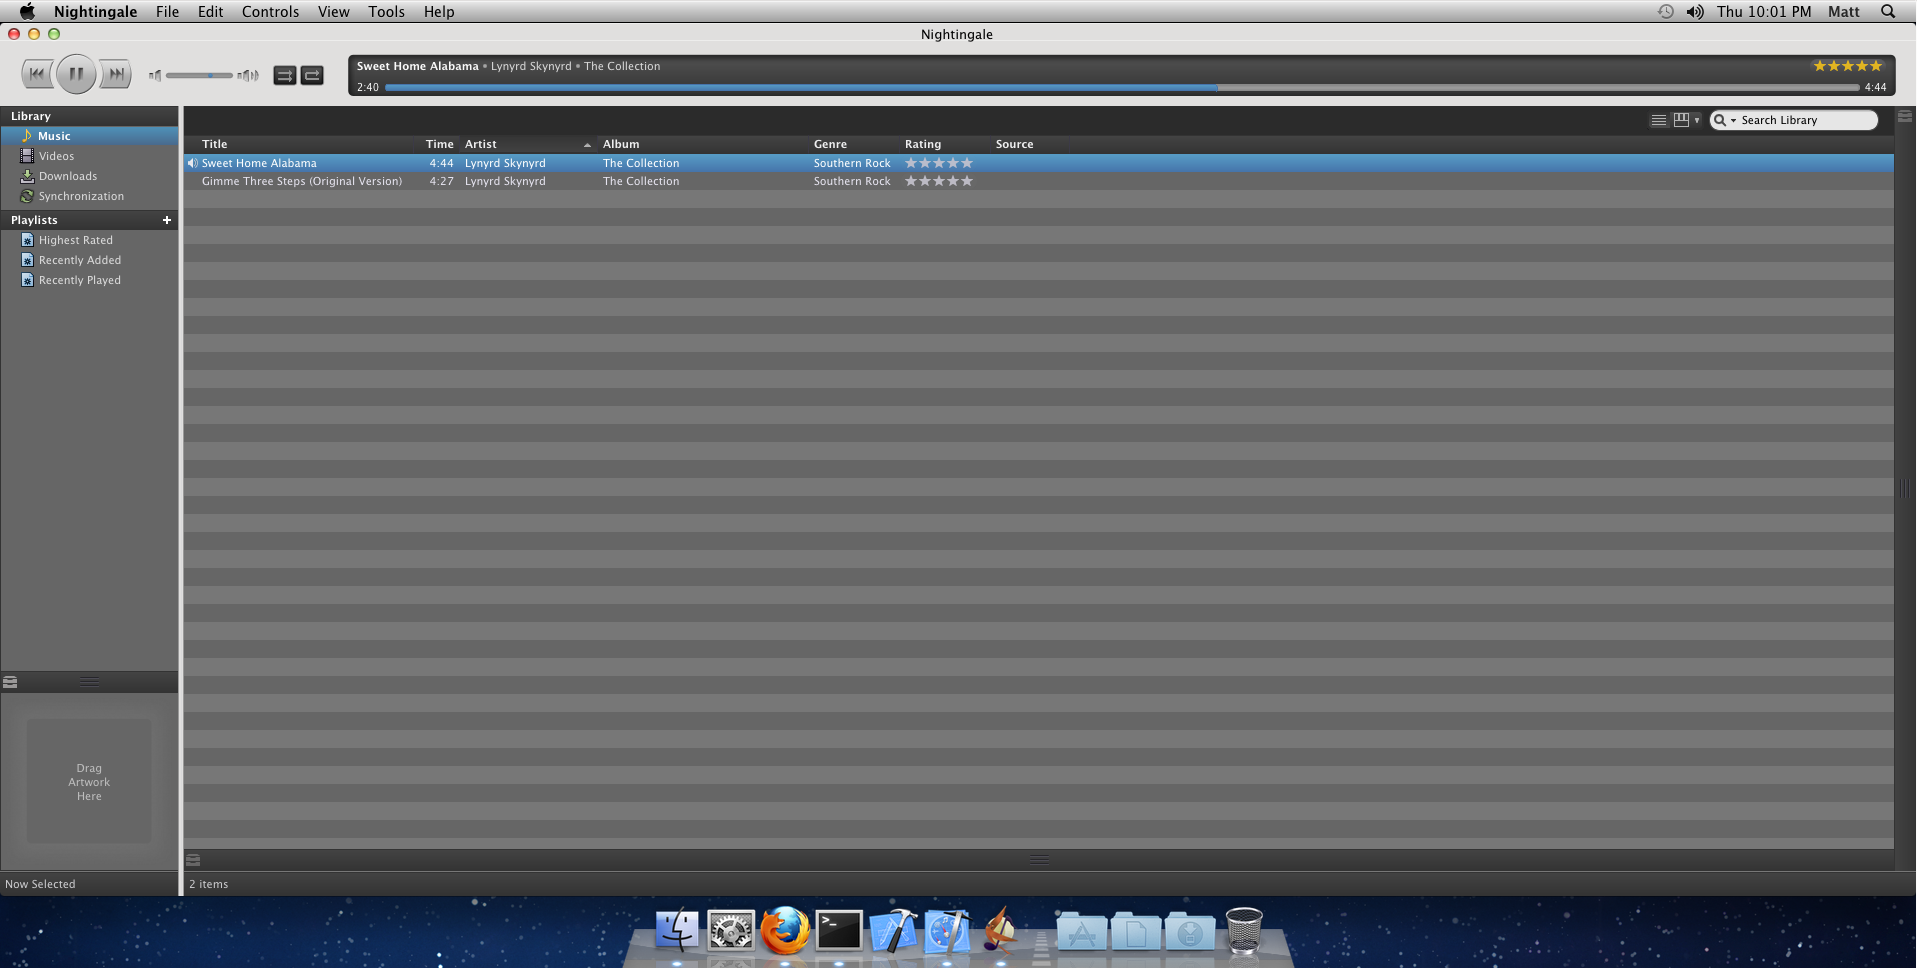 Nightingale File Edit Controls View Tools Help Thu 10:01 PM Matt
Nightingale
Sweet Home Alabama • Lynyrd Skynyrd • The Collection
2:40 4:44
Library
Music
Videos
Downloads
Synchronization
Playlists +
Highest Rated
Recently Added
Recently Played
Search Library
Title Time Artist Album Genre Rating Source
Sweet Home Alabama 4:44 Lynyrd Skynyrd The Collection Southern Rock
Gimme Three Steps (Original Version) 4:27 Lynyrd Skynyrd The Collection Southern Rock
Drag
Artwork
Here
Now Selected
2 items
>_